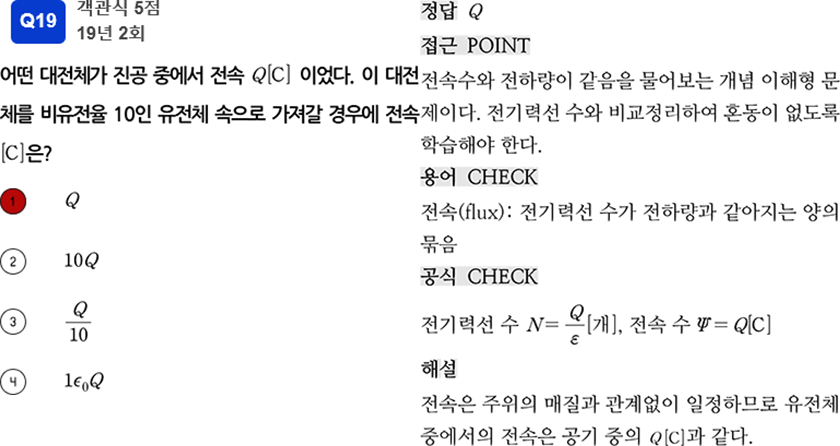 Q19
객관식 5점
19년 2회
어떤 대전체가 진공 중에서 전속 Q[C] 이었다. 이 대전
체를 비유전율 10인 유전체 속으로 가져갈 경우에 전속
[C]은?
1 Q
2 10Q
3 Q/10
4 1ϵ₀Q
정답 Q
접근 POINT
전속수와 전하량이 같음을 물어보는 개념 이해형 문
제이다. 전기력선 수와 비교정리하여 혼동이 없도록
학습해야 한다.
용어 CHECK
전속(flux): 전기력선 수가 전하량과 같아지는 양의
묶음
공식 CHECK
전기력선 수 N = Q/ε [개], 전속 수 Ψ = Q[C]
해설
전속은 주위의 매질과 관계없이 일정하므로 유전체
중에서의 전속은 공기 중의 Q[C]과 같다.